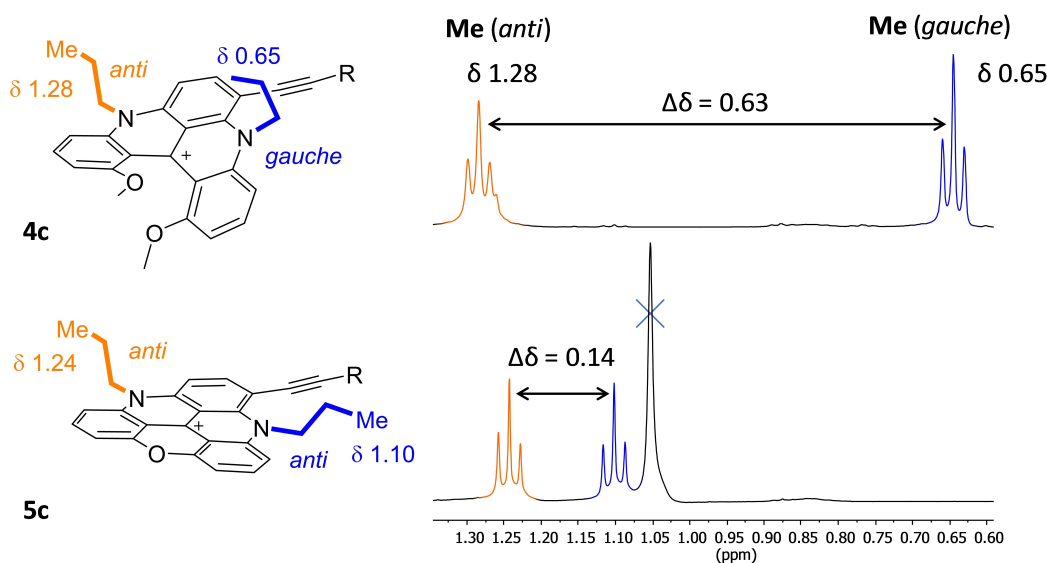 Me
δ 1.28
anti
δ 0.65
R
N
N
gauche
+
O
O
4c
Me (anti)
δ 1.28
Me (gauche)
δ 0.65
Δδ = 0.63
Me
δ 1.24
anti
R
N
+
N
Me
O
anti
δ 1.10
5c
Δδ = 0.14
1.30 1.25 1.20 1.15 1.10 1.05 1.00 0.95 0.90 0.85 0.80 0.75 0.70 0.65 0.60
(ppm)